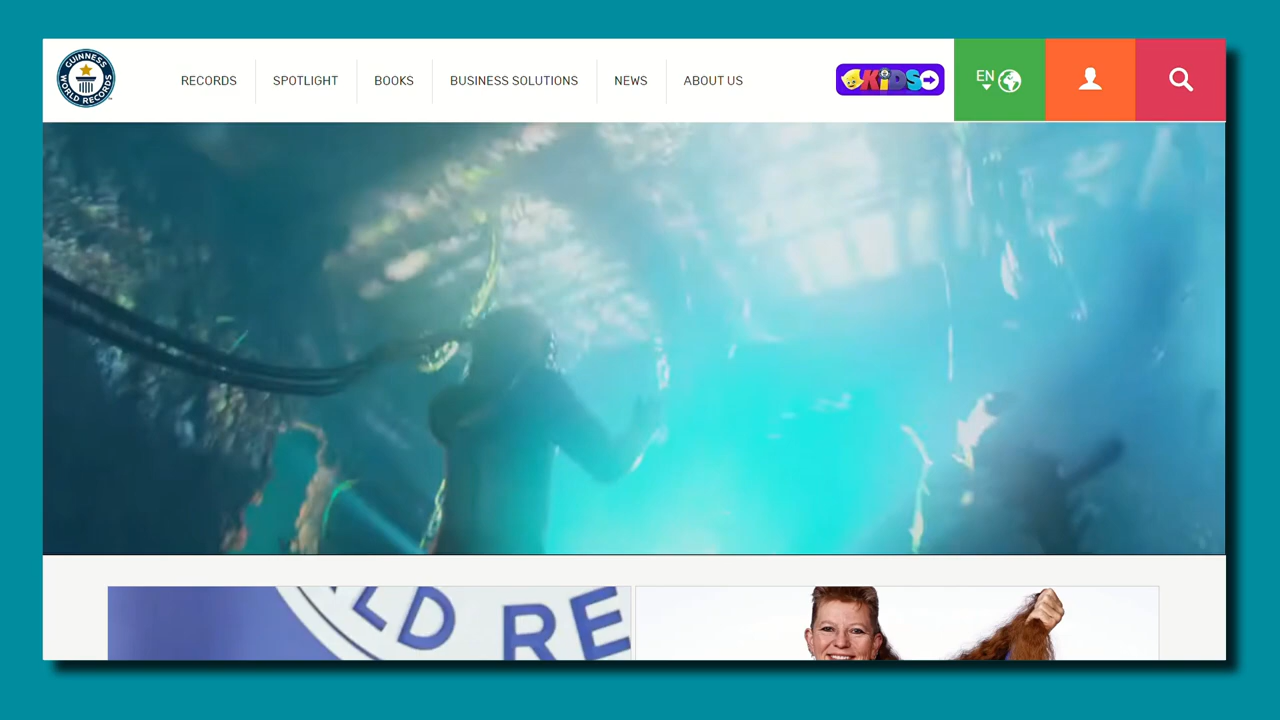 GUINNESS
WORLD RECORDS
RECORDS
SPOTLIGHT
BOOKS
BUSINESS SOLUTIONS
NEWS
ABOUT US
KiDS
EN
LD RE